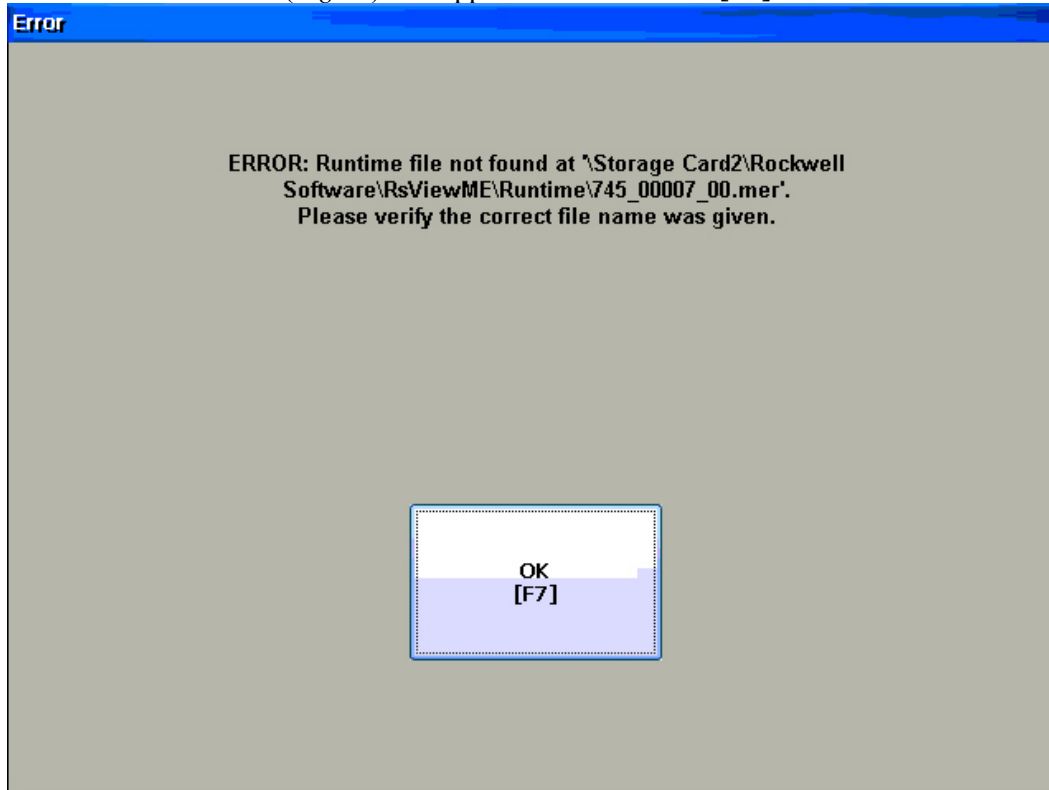 Error
ERROR: Runtime file not found at '\Storage Card2\Rockwell
Software\RsViewME\Runtime\745_00007_00.mer'.
Please verify the correct file name was given.
OK
[F7]